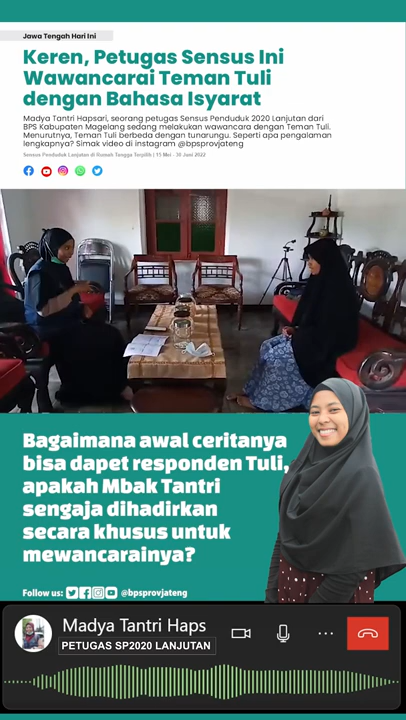 Jawa Tengah Hari Ini
Keren, Petugas Sensus Ini
Wawancarai Teman Tuli
dengan Bahasa Isyarat
Madya Tantri Hapsari, seorang petugas Sensus Penduduk 2020 Lanjutan dari
BPS Kabupaten Magelang sedang melakukan wawancara dengan Teman Tuli.
Menurutnya, Teman Tuli berbeda dengan tunarungu. Seperti apa pengalaman
lengkapnya? Simak video di instagram @bpsprovjateng
Sensus Penduduk Lanjutan di Rumah Tangga Terpilih | 15 Mei - 30 Juni 2022
Bagaimana awal ceritanya
bisa dapet responden Tuli,
apakah Mbak Tantri
sengaja dihadirkan
secara khusus untuk
mewancarainya?
Follow us: @bpsprovjateng
Madya Tantri Haps
PETUGAS SP2020 LANJUTAN